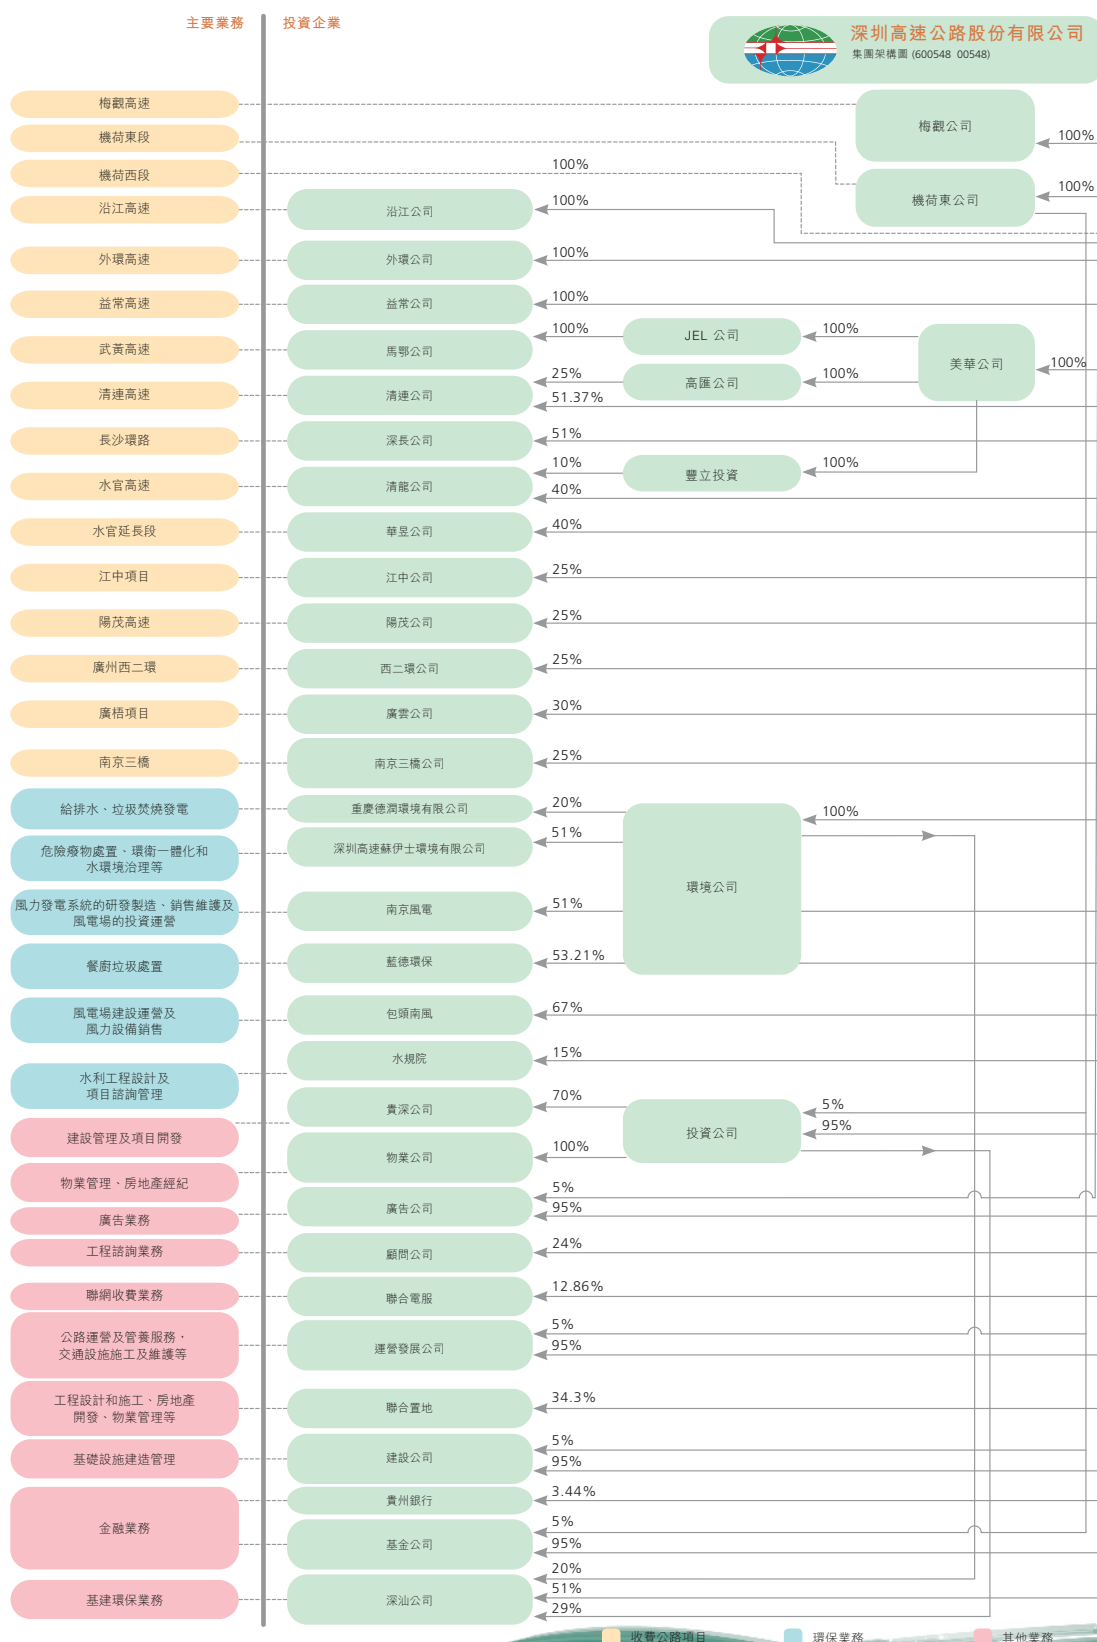 主要業務
投資企業
深圳高速公路股份有限公司
集團架構圖 (600548 00548)
梅觀高速
梅觀公司
100%
機荷東段
機荷西段
100%
機荷東公司
100%
沿江高速
沿江公司
100%
外環高速
外環公司
100%
益常高速
益常公司
100%
武黃高速
馬鄂公司
100%
JEL 公司
100%
美華公司
100%
清連高速
清連公司
25%
51.37%
高匯公司
100%
長沙環路
深長公司
51%
水官高速
清龍公司
10%
40%
豐立投資
100%
水官延長段
華昱公司
40%
江中項目
江中公司
25%
陽茂高速
陽茂公司
25%
廣州西二環
西二環公司
25%
廣梧項目
廣雲公司
30%
南京三橋
南京三橋公司
25%
給排水、垃圾焚燒發電
重慶德潤環境有限公司
20%
100%
危險廢物處置、環衛一體化和
水環境治理等
深圳高速蘇伊士環境有限公司
51%
環境公司
風力發電系統的研發製造、銷售維護及
風電場的投資運營
南京風電
51%
餐廚垃圾處置
藍德環保
53.21%
風電場建設運營及
風力設備銷售
包頭南風
67%
水利工程設計及
項目諮詢管理
水規院
15%
建設管理及項目開發
貴深公司
70%
投資公司
5%
95%
物業管理、房地產經紀
物業公司
100%
廣告業務
廣告公司
5%
95%
工程諮詢業務
顧問公司
24%
聯網收費業務
聯合電服
12.86%
公路運營及管養服務，
交通設施施工及維護等
運營發展公司
5%
95%
工程設計和施工、房地產
開發、物業管理等
聯合置地
34.3%
基礎設施建造管理
建設公司
5%
95%
金融業務
貴州銀行
3.44%
基金公司
5%
95%
基建環保業務
深汕公司
20%
51%
29%
收費公路項目
環保業務
其他業務